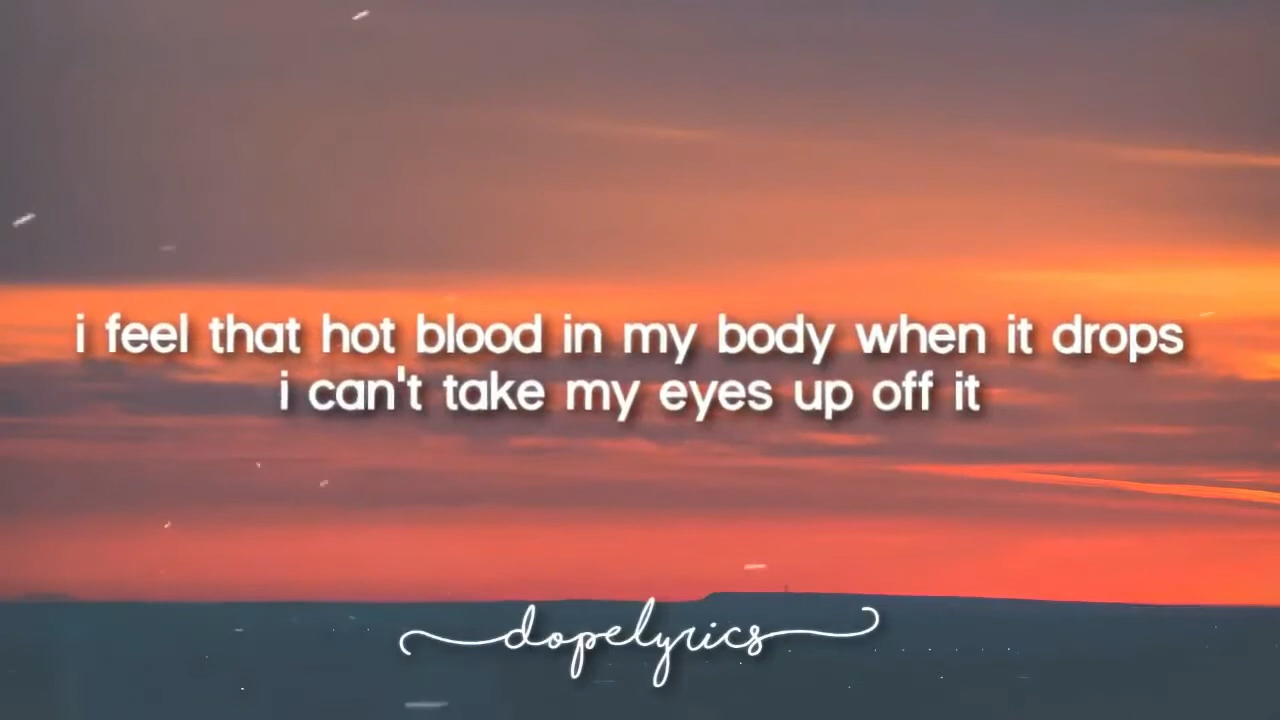 i feel that hot blood in my body when it drops
i can't take my eyes up off it
dopelyrics